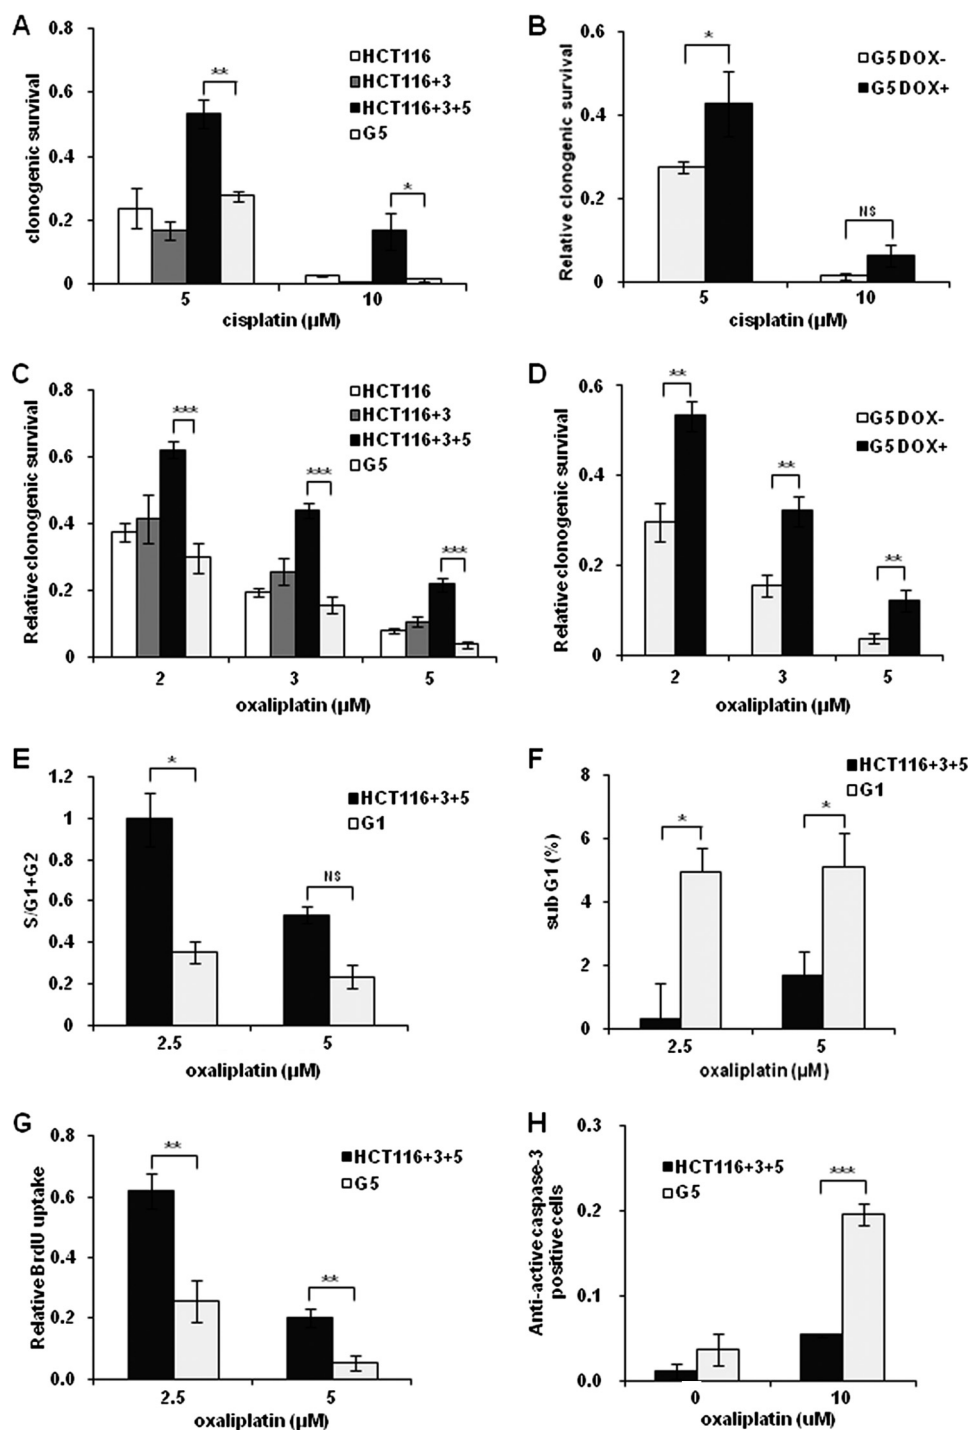 A
clonogenic survival
0.8
0.6
0.4
0.2
0
**
*
HCT116
HCT116+3
HCT116+3+5
G5
5
10
cisplatin (µM)
B
Relative clonogenic survival
0.6
0.4
0.2
0
*
NS
G5 DOX-
G5 DOX+
5
10
cisplatin (µM)
C
Relative clonogenic survival
0.8
0.6
0.4
0.2
0
***
***
***
HCT116
HCT116+3
HCT116+3+5
G5
2
3
5
oxaliplatin (µM)
D
Relative clonogenic survival
0.6
0.4
0.2
0
**
**
**
G5 DOX-
G5 DOX+
2
3
5
oxaliplatin (µM)
E
S/G1+G2
1.2
1
0.8
0.6
0.4
0.2
0
*
NS
HCT116+3+5
G1
2.5
5
oxaliplatin (µM)
F
sub G1 (%)
8
6
4
2
0
*
*
HCT116+3+5
G1
2.5
5
oxaliplatin (µM)
G
Relative BrdU uptake
0.8
0.6
0.4
0.2
0.0
**
**
HCT116+3+5
G5
2.5
5
oxaliplatin (µM)
H
Anti-active caspase-3
positive cells
0.3
0.2
0.1
0.0
***
HCT116+3+5
G5
0
10
oxaliplatin (uM)